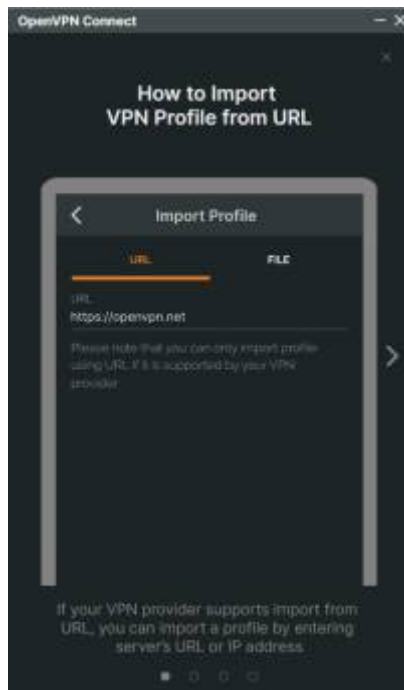 OpenVPN Connect
How to Import
VPN Profile from URL
Import Profile
URL
FILE
URL
https://openvpn.net
Please note that you can only import profile
using URL if it is supported by your VPN
provider
If your VPN provider supports import from
URL, you can import a profile by entering
server's URL or IP address